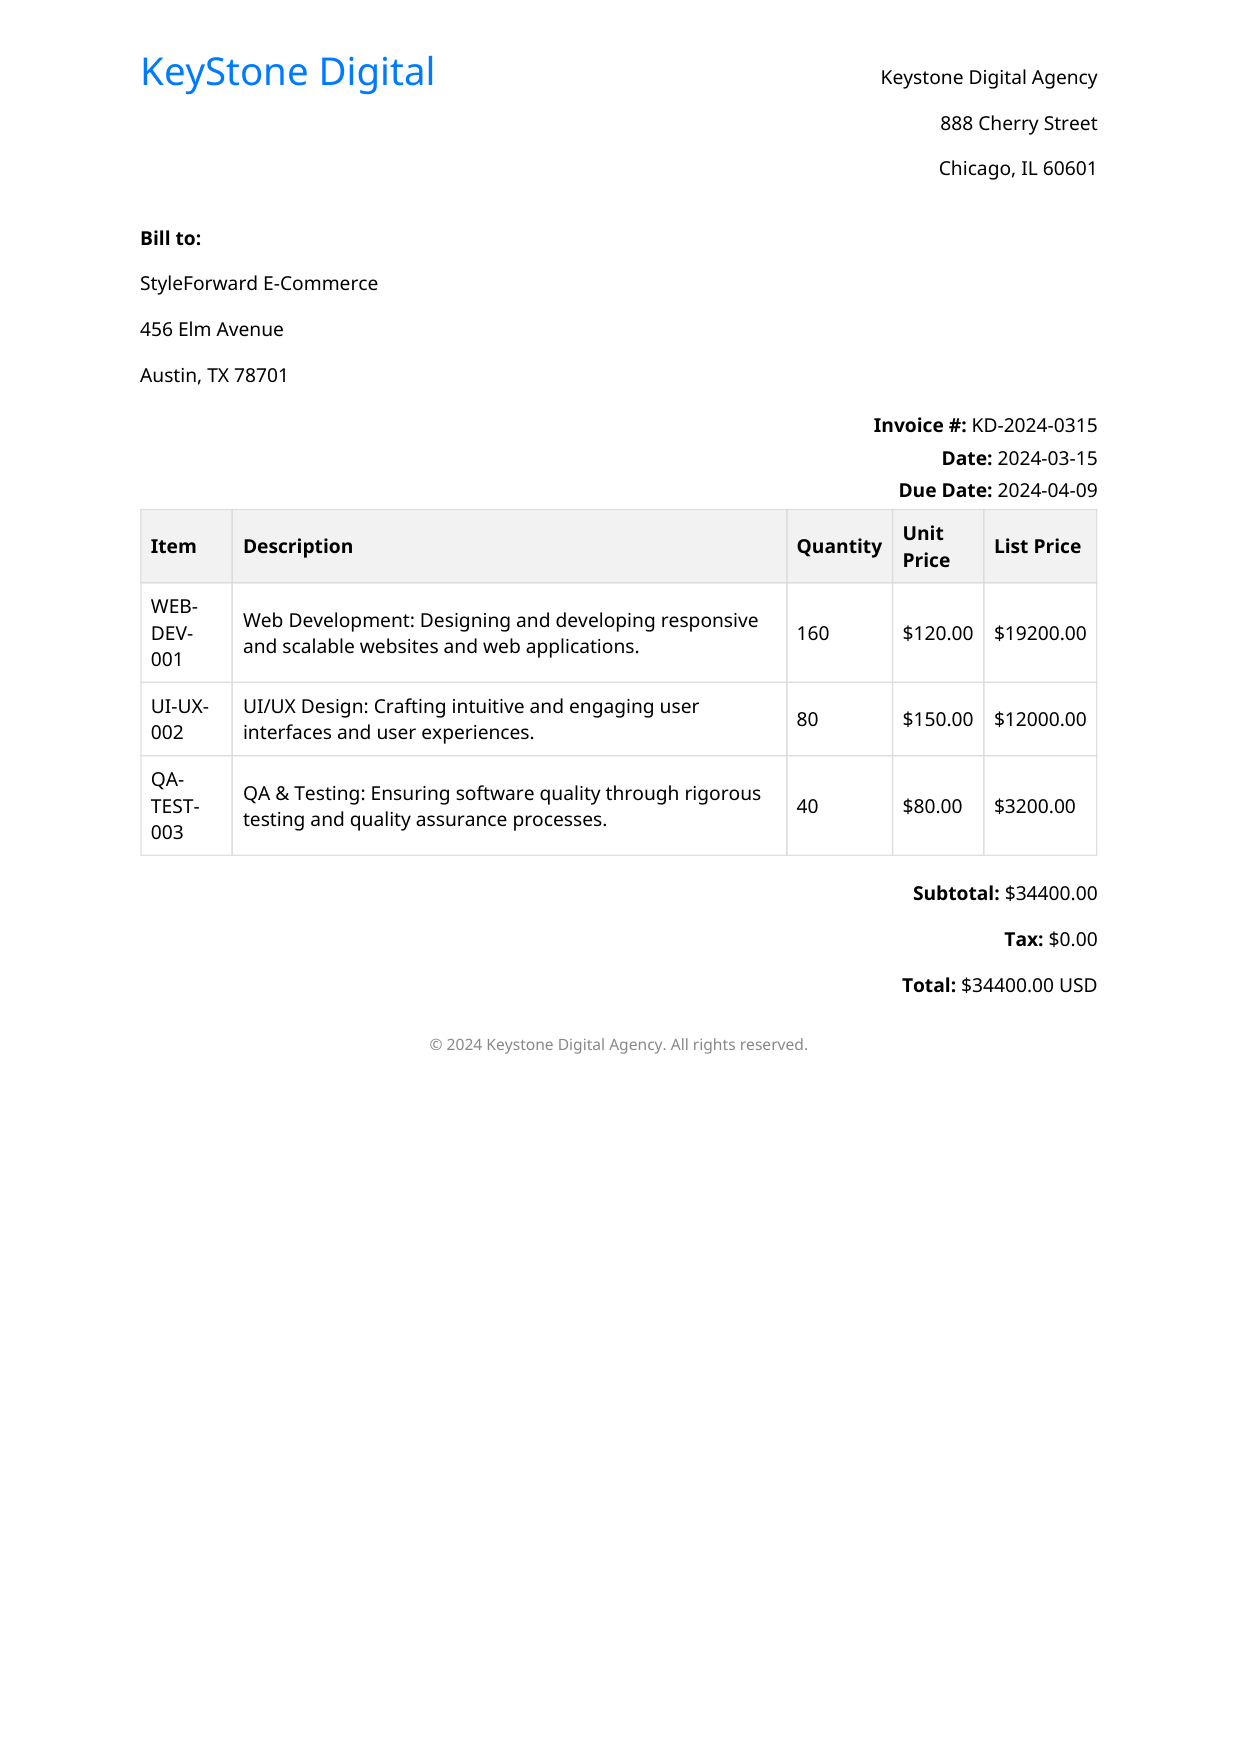 KeyStone Digital
Keystone Digital Agency
888 Cherry Street
Chicago, IL 60601
Bill to:
StyleForward E-Commerce
456 Elm Avenue
Austin, TX 78701
Invoice #: KD-2024-0315
Date: 2024-03-15
Due Date: 2024-04-09
Item Description Quantity Unit Price List Price
WEB-DEV-001 Web Development: Designing and developing responsive and scalable websites and web applications. 160 $120.00 $19200.00
UI-UX-002 UI/UX Design: Crafting intuitive and engaging user interfaces and user experiences. 80 $150.00 $12000.00
QA-TEST-003 QA & Testing: Ensuring software quality through rigorous testing and quality assurance processes. 40 $80.00 $3200.00
Subtotal: $34400.00
Tax: $0.00
Total: $34400.00 USD
© 2024 Keystone Digital Agency. All rights reserved.